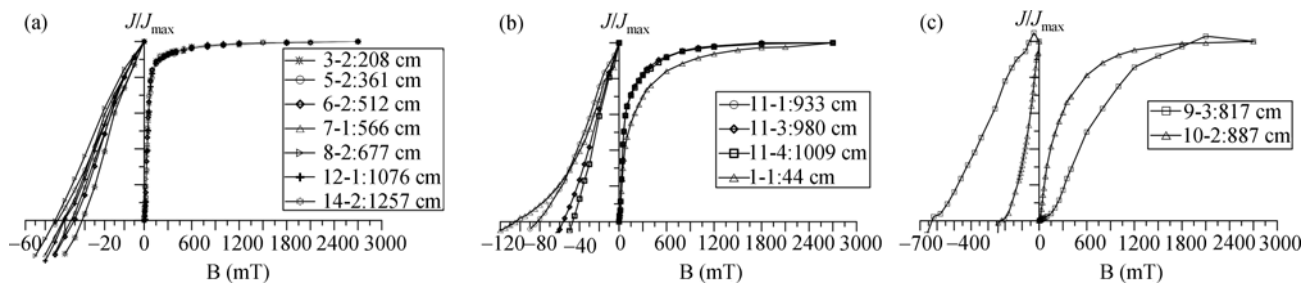 (a)
J/Jmax
3-2:208 cm
5-2:361 cm
6-2:512 cm
7-1:566 cm
8-2:677 cm
12-1:1076 cm
14-2:1257 cm
−60 −20 0 600 1200 1800 2400 3000
B (mT)
(b)
J/Jmax
11-1:933 cm
11-3:980 cm
11-4:1009 cm
1-1:44 cm
−120 −80 −40 0 600 1200 1800 2400 3000
B (mT)
(c)
J/Jmax
9-3:817 cm
10-2:887 cm
−700 −400 0 600 1200 1800 2400 3000
B (mT)